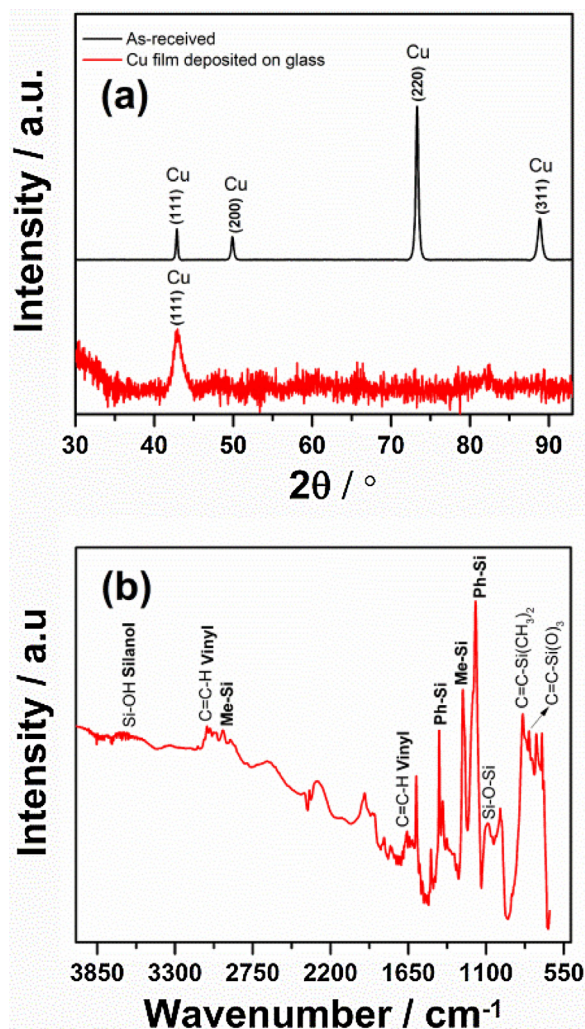 As-received
Cu film deposited on glass
(a)
Cu
(111)
Cu
(200)
Cu
(220)
Cu
(311)
Cu
(111)
Intensity / a.u.
30 40 50 60 70 80 90
2θ / °
(b)
Si-OH Silanol
C=C-H Vinyl
Me-Si
C=C-H Vinyl
Ph-Si
Me-Si
Ph-Si
Si-O-Si
C=C-Si(CH3)2
C=C-Si(O)3
Intensity / a.u
3850 3300 2750 2200 1650 1100 550
Wavenumber / cm-1